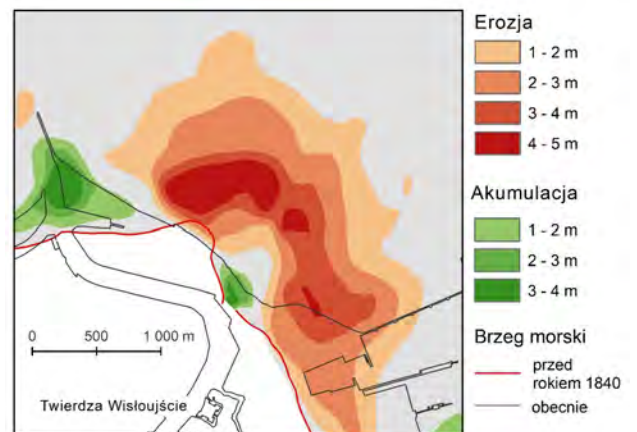 Erozja
1 - 2 m
2 - 3 m
3 - 4 m
4 - 5 m
Akumulacja
1 - 2 m
2 - 3 m
3 - 4 m
Brzeg morski
przed
rokiem 1840
obecnie
0 500 1 000 m
Twierdza Wisłoujście